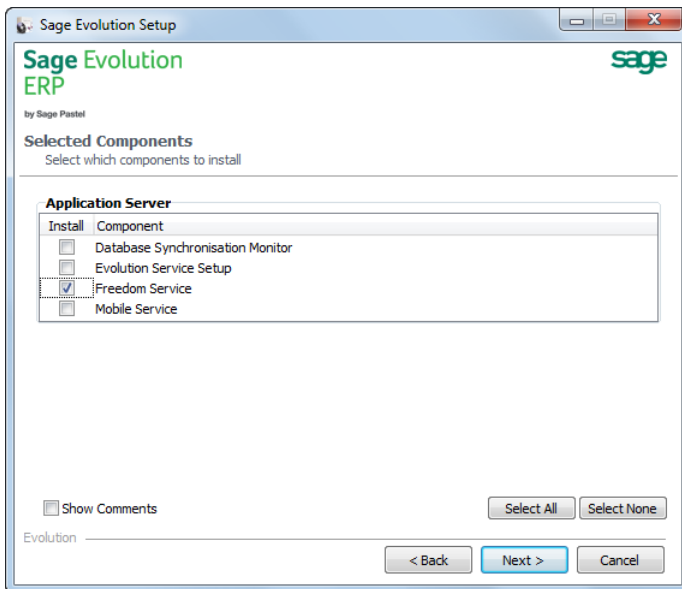 Sage Evolution Setup
Sage Evolution
ERP
sage
by Sage Pastel
Selected Components
Select which components to install
Application Server
Install Component
Database Synchronisation Monitor
Evolution Service Setup
Freedom Service
Mobile Service
Show Comments
Select All Select None
Evolution
< Back Next > Cancel